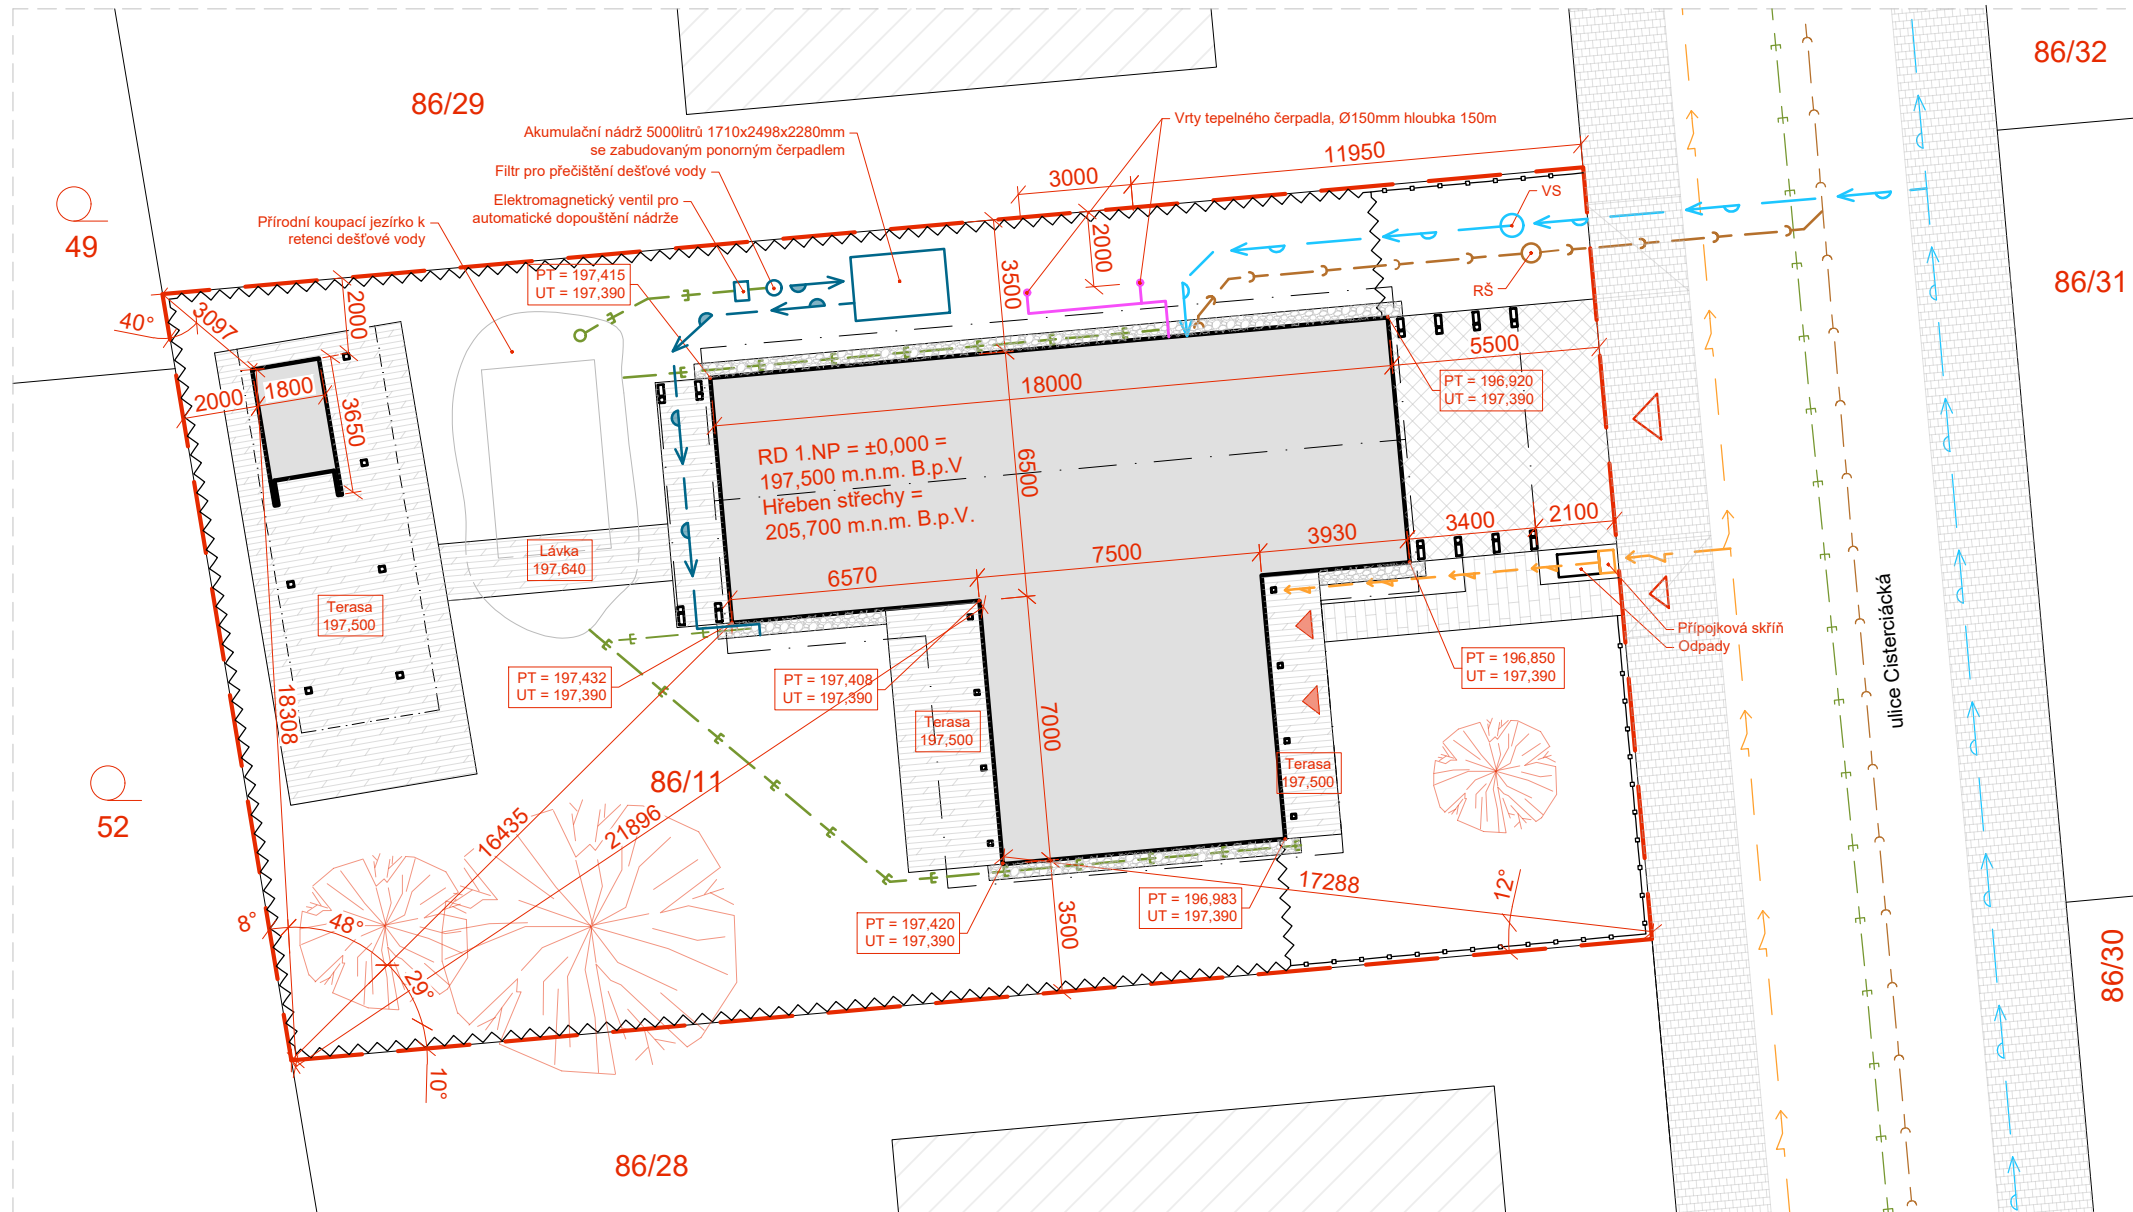 86/32
86/29
Akumulační nádrž 5000litrů 1710x2498x2280mm
se zabudovaným ponorným čerpadlem
Vrty tepelného čerpadla, Ø150mm hloubka 150m
Filtr pro přečištění dešťové vody
11950
3000
Elektromagnetický ventil pro
automatické dopouštění nádrže
VS
Přírodní koupací jezírko k
retenci dešťové vody
49
2000
3500
PT = 197,415
UT = 197,390
86/31
RŠ
2000
3097
40°
5500
PT = 196,920
UT = 197,390
18000
2000
1800
3650
RD 1.NP = ±0,000 =
197,500 m.n.m. B.p.V
Hřeben střechy =
205,700 m.n.m. B.p.V.
6500
2100
3400
3930
7500
6570
Lávka
197,640
Terasa
197,500
Přípojková skříň
Odpady
ulice Cisterciácká
PT = 196,850
UT = 197,390
PT = 197,432
UT = 197,390
PT = 197,408
UT = 197,390
18308
7000
Terasa
197,500
Terasa
197,500
86/11
52
16435
21896
17288
12°
PT = 196,983
UT = 197,390
PT = 197,420
UT = 197,390
3500
8°
48°
29°
10°
86/30
86/28